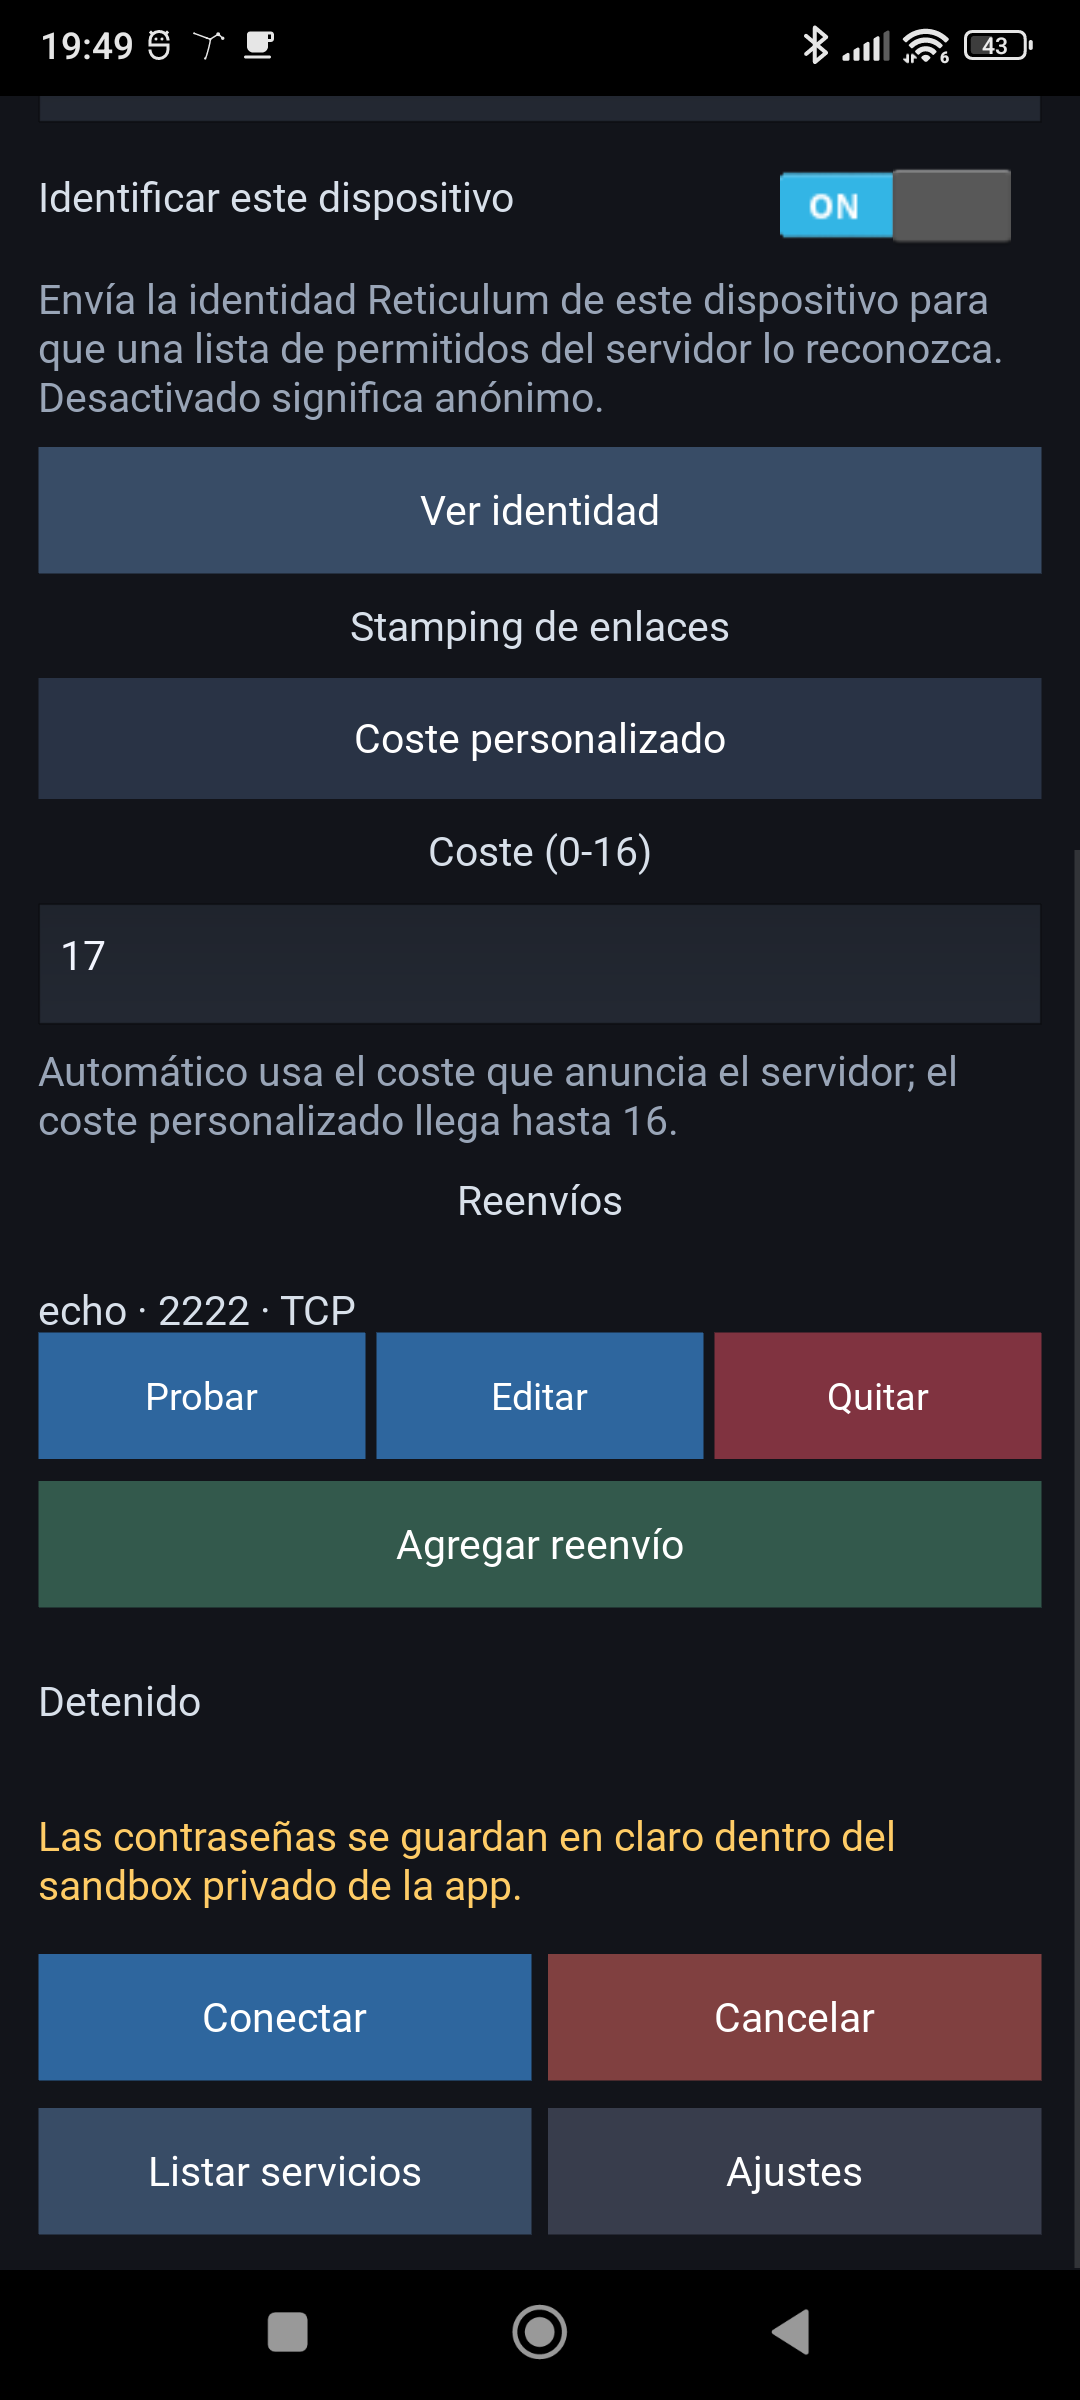 19:49
43
Identificar este dispositivo
ON
Envía la identidad Reticulum de este dispositivo para
que una lista de permitidos del servidor lo reconozca.
Desactivado significa anónimo.
Ver identidad
Stamping de enlaces
Coste personalizado
Coste (0-16)
17
Automático usa el coste que anuncia el servidor; el
coste personalizado llega hasta 16.
Reenvíos
echo · 2222 · TCP
Probar
Editar
Quitar
Agregar reenvío
Detenido
Las contraseñas se guardan en claro dentro del
sandbox privado de la app.
Conectar
Cancelar
Listar servicios
Ajustes